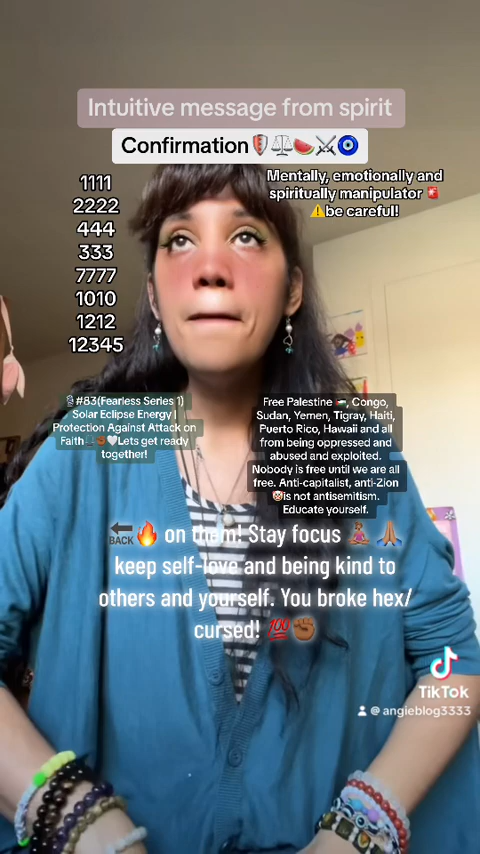 Intuitive message from spirit
Confirmation🛡️⚖️🍉⚔️🧿
Mentally, emotionally and
spiritually manipulator 🚨
⚠️be careful!
1111
2222
444
333
7777
1010
1212
12345
#83(Fearless Series 1)
Solar Eclipse Energy |
Protection Against Attack on
Faith⚖️✊🏾🤍Lets get ready
together!
Free Palestine 🇵🇸, Congo,
Sudan, Yemen, Tigray, Haiti,
Puerto Rico, Hawaii and all
from being oppressed and
abused and exploited.
Nobody is free until we are all
free. Anti-capitalist, anti-Zion
🤡is not antisemitism.
Educate yourself.
🔙🔥 on them! Stay focus 🧘🏾‍♀️ 🙏🏾
keep self-love and being kind to
others and yourself. You broke hex/
cursed! 💯✊🏾
TikTok
@angieblog3333